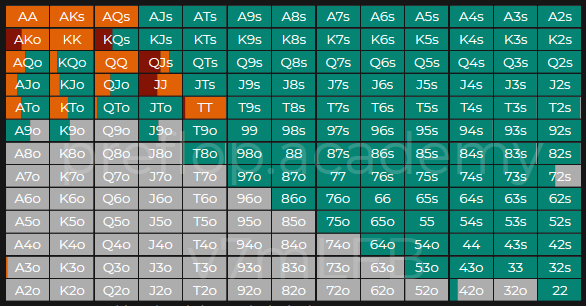 AA AKs AQs AJs ATs A9s A8s A7s A6s A5s A4s A3s A2s
AKo KK KQs KJs KTs K9s K8s K7s K6s K5s K4s K3s K2s
AQo KQo QQ QJs QTs Q9s Q8s Q7s Q6s Q5s Q4s Q3s Q2s
AJo KJo QJo JJ JTs J9s J8s J7s J6s J5s J4s J3s J2s
ATo KTo QTo JTo TT T9s T8s T7s T6s T5s T4s T3s T2s
A9o K9o Q9o J9o T9o 99 98s 97s 96s 95s 94s 93s 92s
A8o K8o Q8o J8o T8o 98o 88 87s 86s 85s 84s 83s 82s
preflop.academy
A7o K7o Q7o J7o T7o 97o 87o 77 76s 75s 74s 73s 72s
A6o K6o Q6o J6o T6o 96o 86o 76o 66 65s 64s 63s 62s
A5o K5o Q5o J5o T5o 95o 85o 75o 65o 55 54s 53s 52s
A4o K4o Q4o J4o T4o 94o 84o 74o 64o 54o 44 43s 42s
A3o K3o Q3o J3o T3o 93o 83o 73o 63o 53o 43o 33 32s
A2o K2o Q2o J2o T2o 92o 82o 72o 62o 52o 42o 32o 22